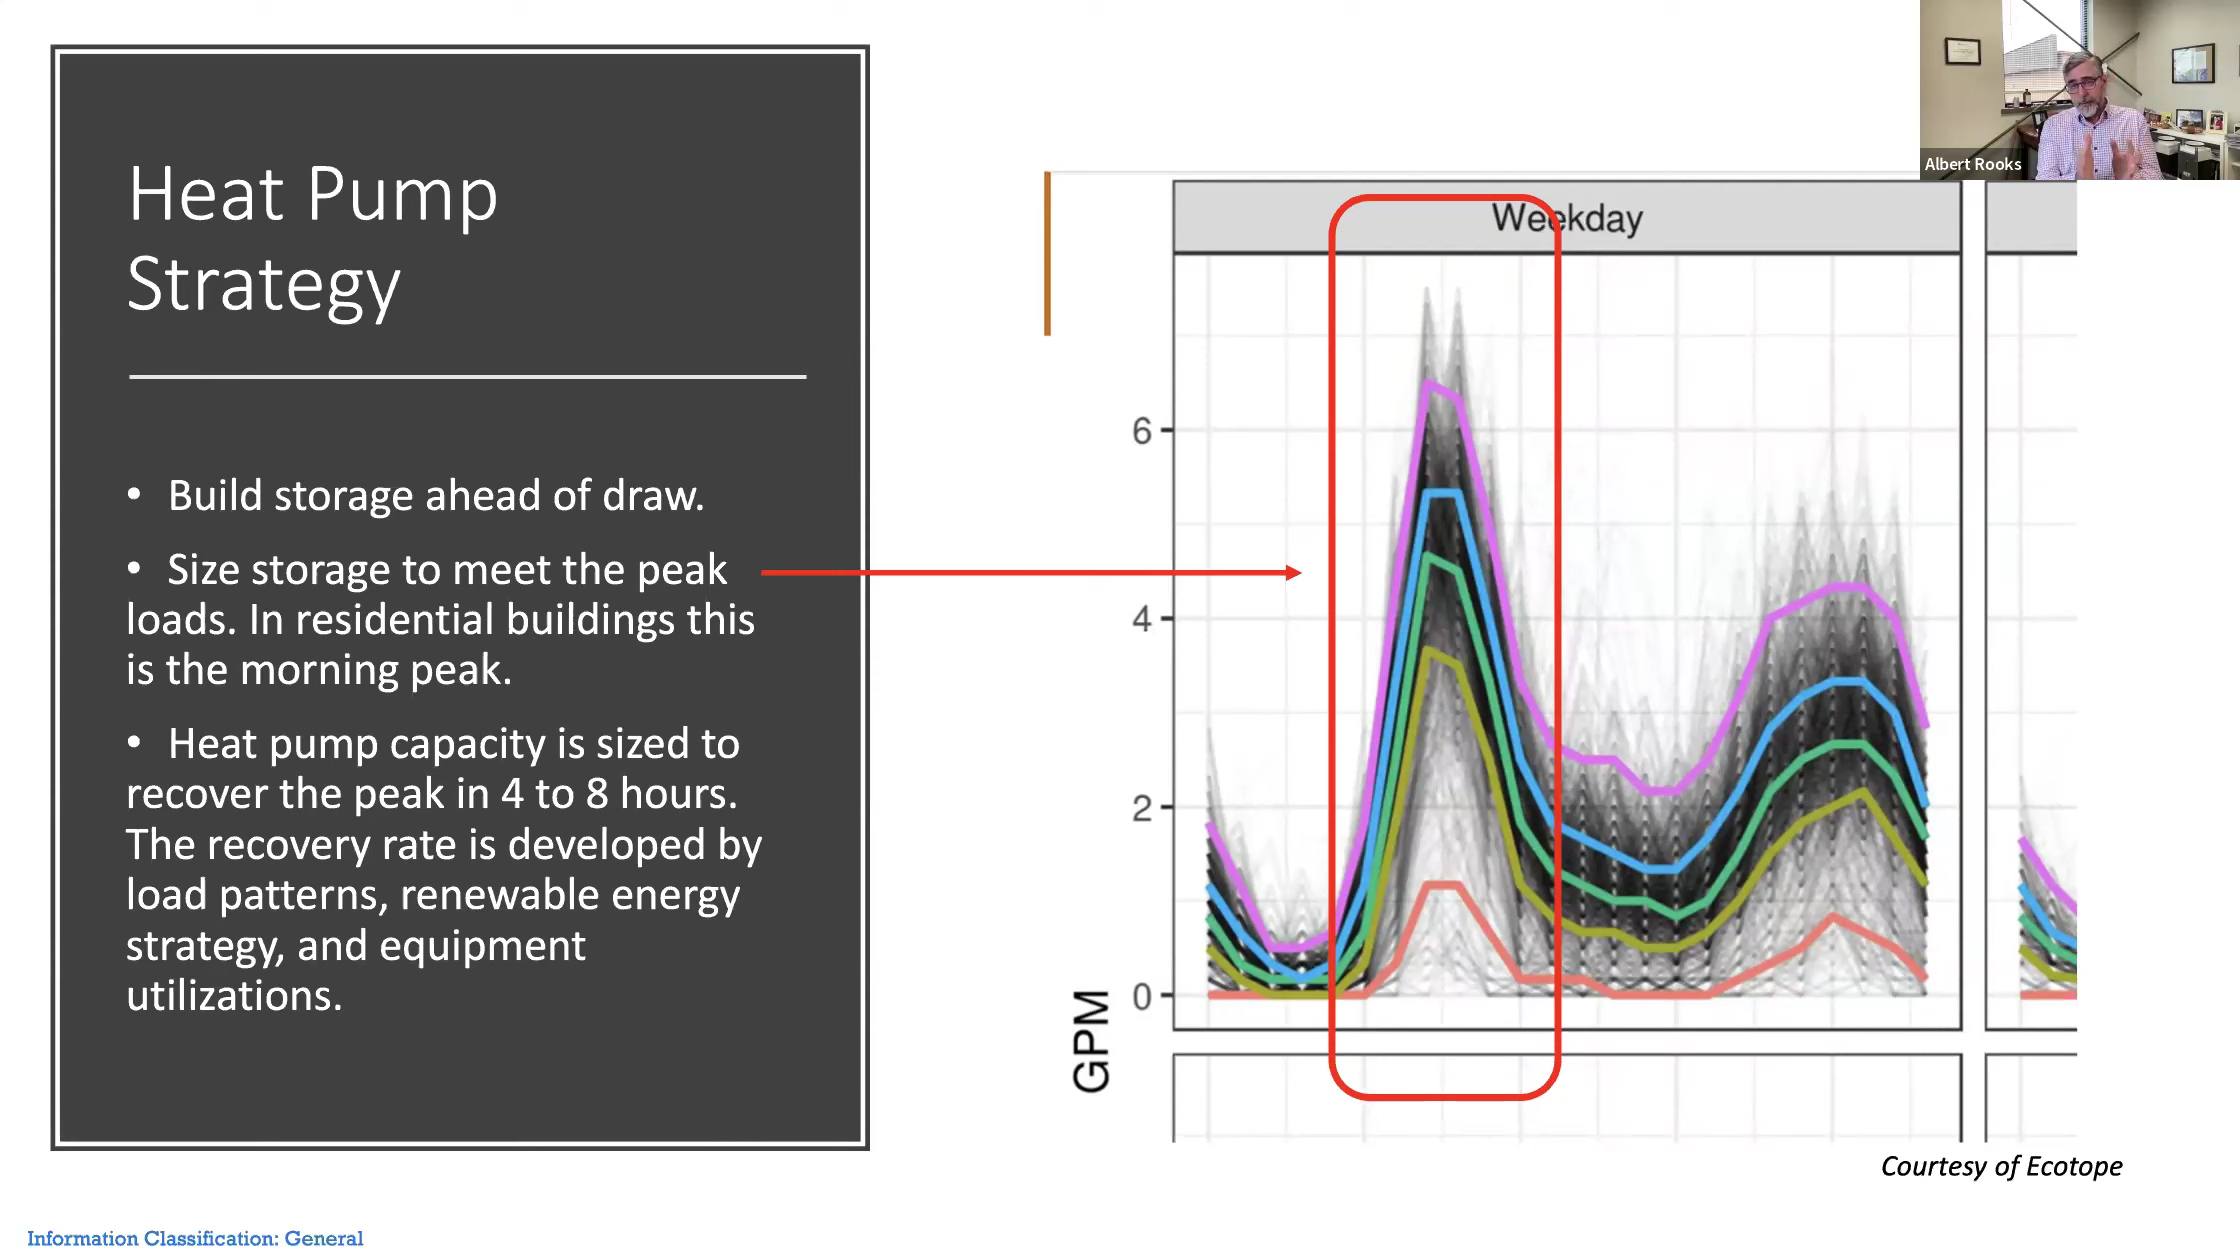 Heat Pump
Strategy
• Build storage ahead of draw.
• Size storage to meet the peak
loads. In residential buildings this
is the morning peak.
• Heat pump capacity is sized to
recover the peak in 4 to 8 hours.
The recovery rate is developed by
load patterns, renewable energy
strategy, and equipment
utilizations.
Albert Rooks
Weekday
6
4
2
0
GPM
Courtesy of Ecotope
Information Classification: General